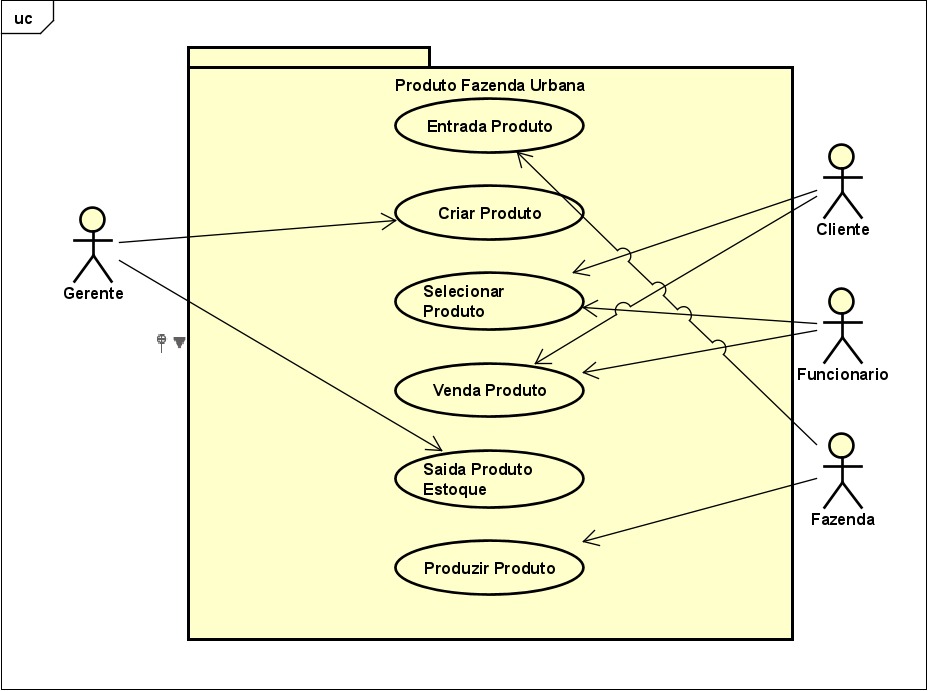 uc
Produto Fazenda Urbana
Entrada Produto
Criar Produto
Selecionar
Produto
Venda Produto
Saida Produto
Estoque
Produzir Produto
Gerente
Cliente
Funcionario
Fazenda